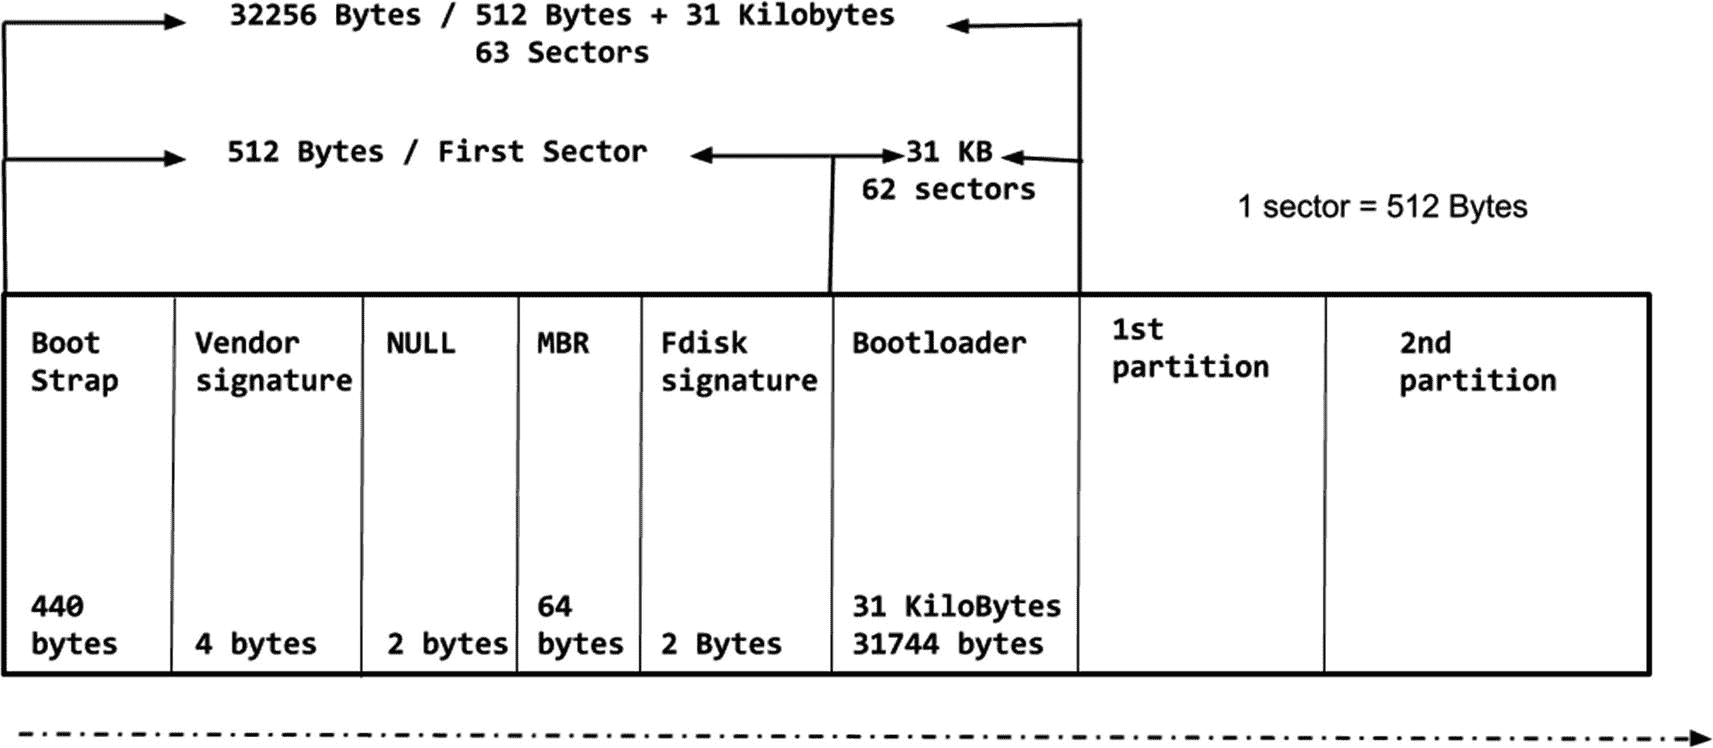 32256 Bytes / 512 Bytes + 31 Kilobytes
63 Sectors
512 Bytes / First Sector
31 KB
62 sectors
1 sector = 512 Bytes
Boot
Strap
440
bytes
Vendor
signature
4 bytes
NULL
2 bytes
MBR
64
bytes
Fdisk
signature
2 Bytes
Bootloader
31 KiloBytes
31744 bytes
1st
partition
2nd
partition